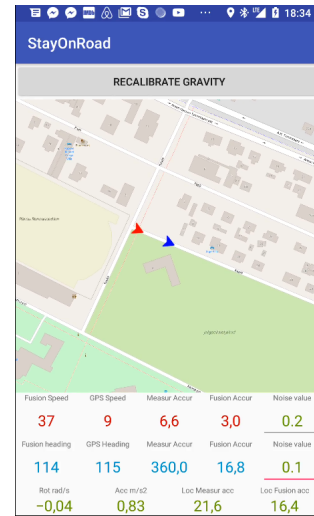 18:34
StayOnRoad
RECALIBRATE GRAVITY
Fusion Speed GPS Speed Measur Accur Fusion Accur Noise value
37 9 6,6 3,0 0.2
Fusion heading GPS Heading Measur Accur Fusion Accur Noise value
114 115 360,0 16,8 0.1
Rot rad/s Acc m/s2 Loc Measur acc Loc Fusion acc
−0,04 0,83 21,6 16,4